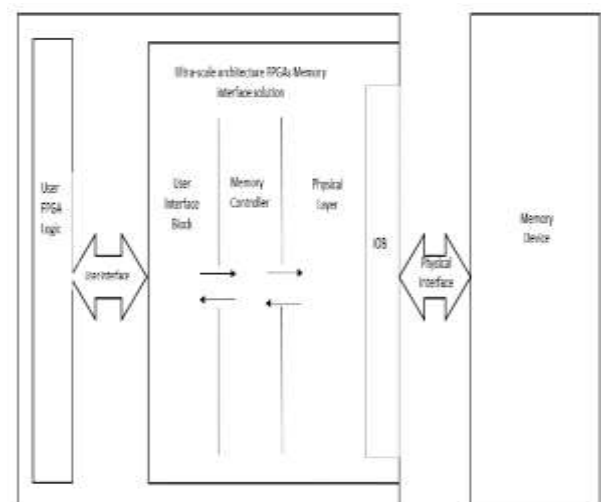 Ultra-scale architecture FPGAs Memory
interface solution
User
FPGA
Logic
User interface
User
Interface
Block
Memory
Controller
Physical
Layer
IOB
Physical
Interface
Memory
Device